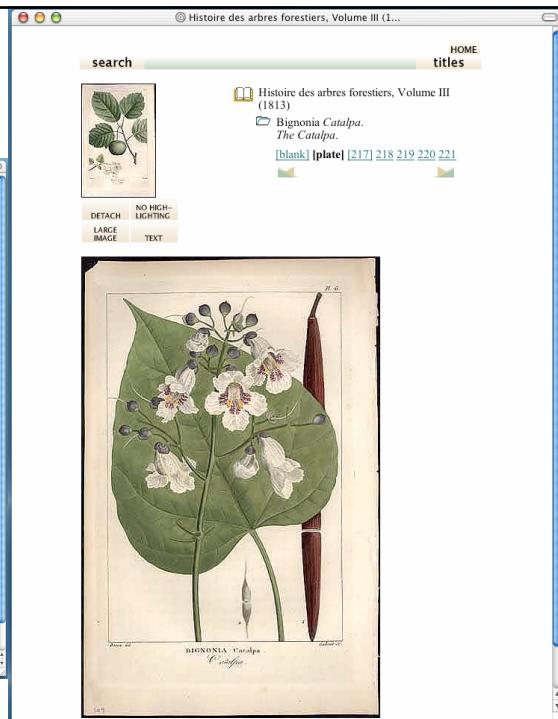 Histoire des arbres forestiers, Volume III (1...
HOME
search
titles
Histoire des arbres forestiers, Volume III
(1813)
Bignonia Catalpa.
The Catalpa.
[blank] [plate] [217] 218 219 220 221
DETACH
NO HIGH-
LIGHTING
LARGE
IMAGE
TEXT
Pl. 6.
BIGNONIA Catalpa.
Catalpa.